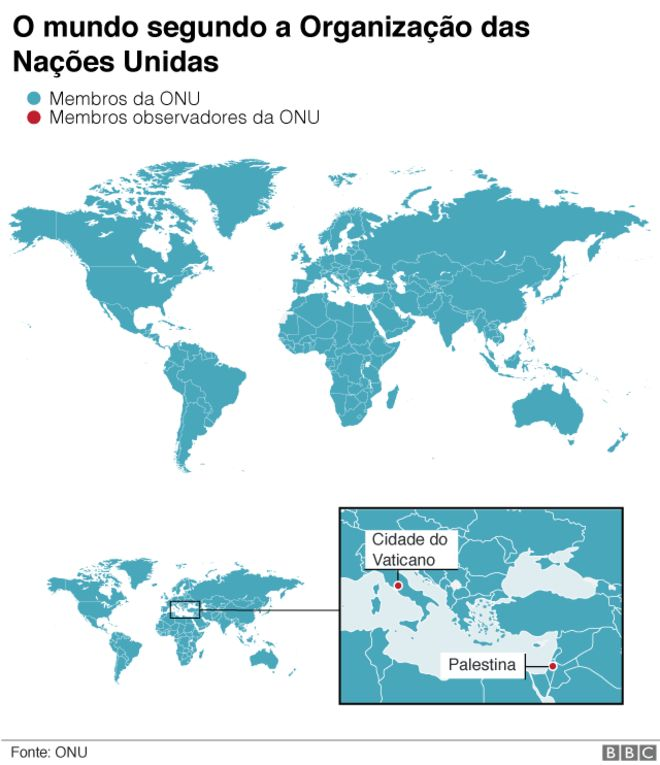 O mundo segundo a Organização das
Nações Unidas
Membros da ONU
Membros observadores da ONU
Cidade do
Vaticano
Palestina
Fonte: ONU
BBC